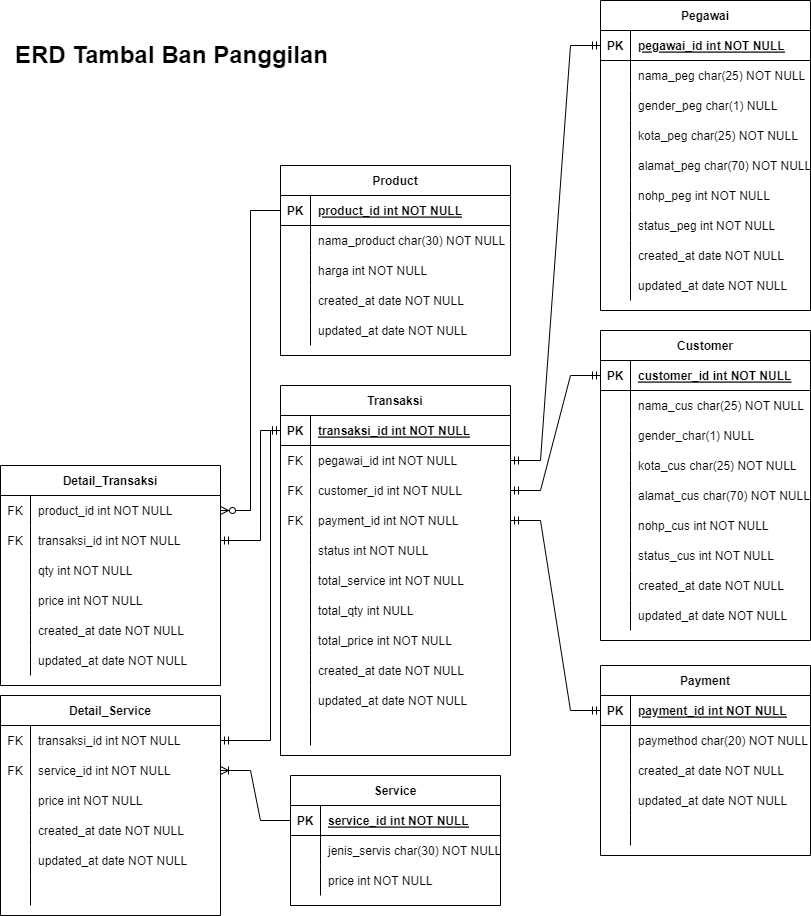 ERD Tambal Ban Panggilan
Pegawai
PK pegawai_id int NOT NULL
nama_peg char(25) NOT NULL
gender_peg char(1) NULL
kota_peg char(25) NOT NULL
alamat_peg char(70) NOT NULL
nohp_peg int NOT NULL
status_peg int NOT NULL
created_at date NOT NULL
updated_at date NOT NULL
Product
PK product_id int NOT NULL
nama_product char(30) NOT NULL
harga int NOT NULL
created_at date NOT NULL
updated_at date NOT NULL
Customer
PK customer_id int NOT NULL
nama_cus char(25) NOT NULL
gender_char(1) NULL
kota_cus char(25) NOT NULL
alamat_cus char(70) NOT NULL
nohp_cus int NOT NULL
status_cus int NOT NULL
created_at date NOT NULL
updated_at date NOT NULL
Transaksi
PK transaksi_id int NOT NULL
FK pegawai_id int NOT NULL
FK customer_id int NOT NULL
FK payment_id int NOT NULL
status int NOT NULL
total_service int NOT NULL
total_qty int NULL
total_price int NOT NULL
created_at date NOT NULL
updated_at date NOT NULL
Detail_Transaksi
FK product_id int NOT NULL
FK transaksi_id int NOT NULL
qty int NOT NULL
price int NOT NULL
created_at date NOT NULL
updated_at date NOT NULL
Payment
PK payment_id int NOT NULL
paymethod char(20) NOT NULL
created_at date NOT NULL
updated_at date NOT NULL
Detail_Service
FK transaksi_id int NOT NULL
FK service_id int NOT NULL
price int NOT NULL
created_at date NOT NULL
updated_at date NOT NULL
Service
PK service_id int NOT NULL
jenis_servis char(30) NOT NULL
price int NOT NULL